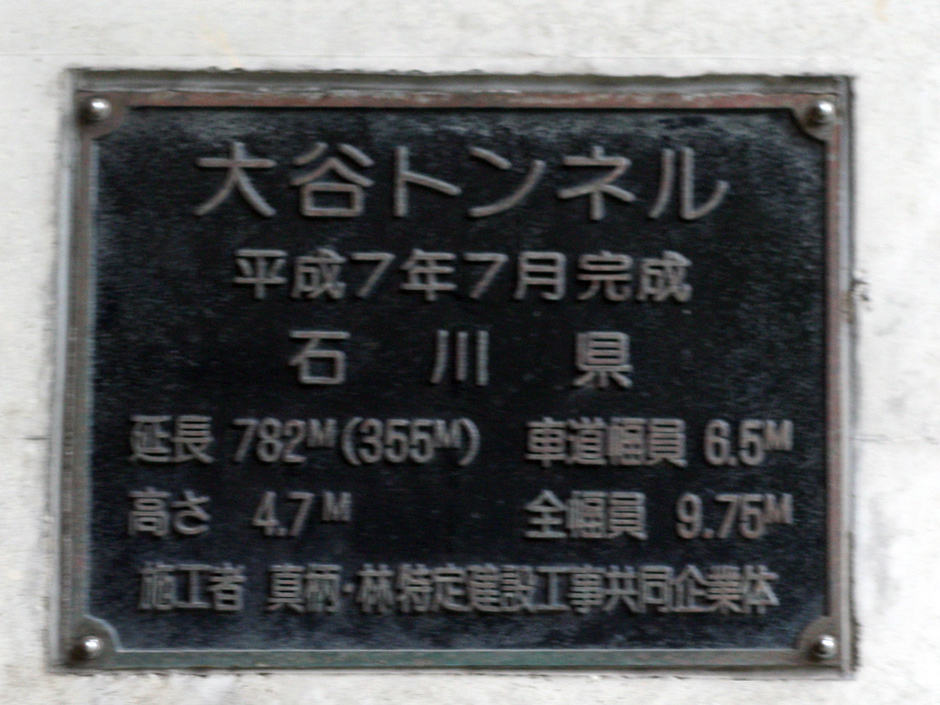 大谷トンネル
平成7年7月完成
石川県
延長 782M(355M) 車道幅員 6.5M
高さ 4.7M 全幅員 9.75M
施工者 真柄・林特定建設工事共同企業体